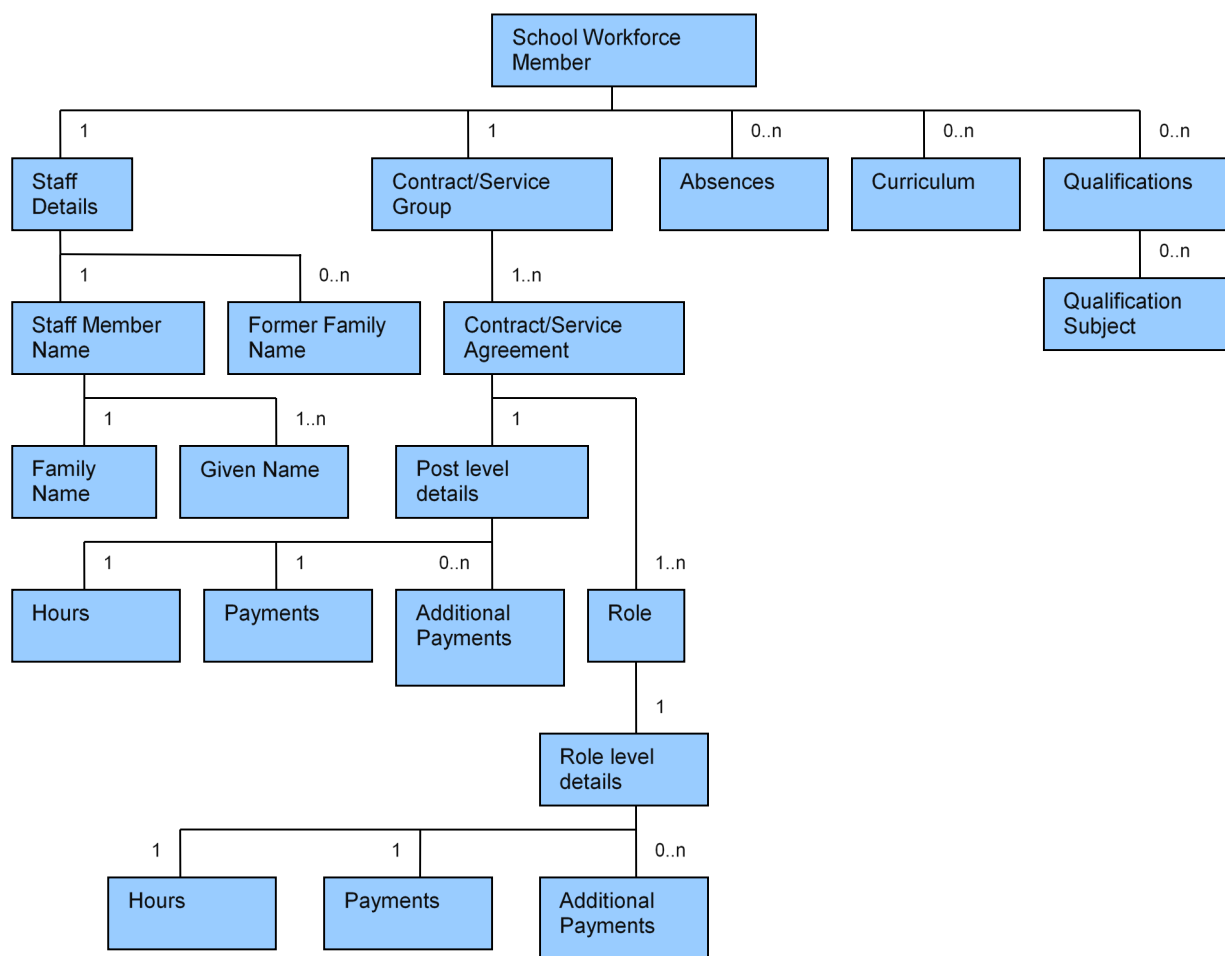 School Workforce
Member
1
1
0..n
0..n
0..n
Staff
Details
Contract/Service
Group
Absences
Curriculum
Qualifications
1
0..n
1..n
0..n
Staff Member
Name
Former Family
Name
Contract/Service
Agreement
Qualification
Subject
1
1..n
1
Family
Name
Given Name
Post level
details
1
1
0..n
1..n
Hours
Payments
Additional
Payments
Role
1
Role level
details
1
1
0..n
Hours
Payments
Additional
Payments